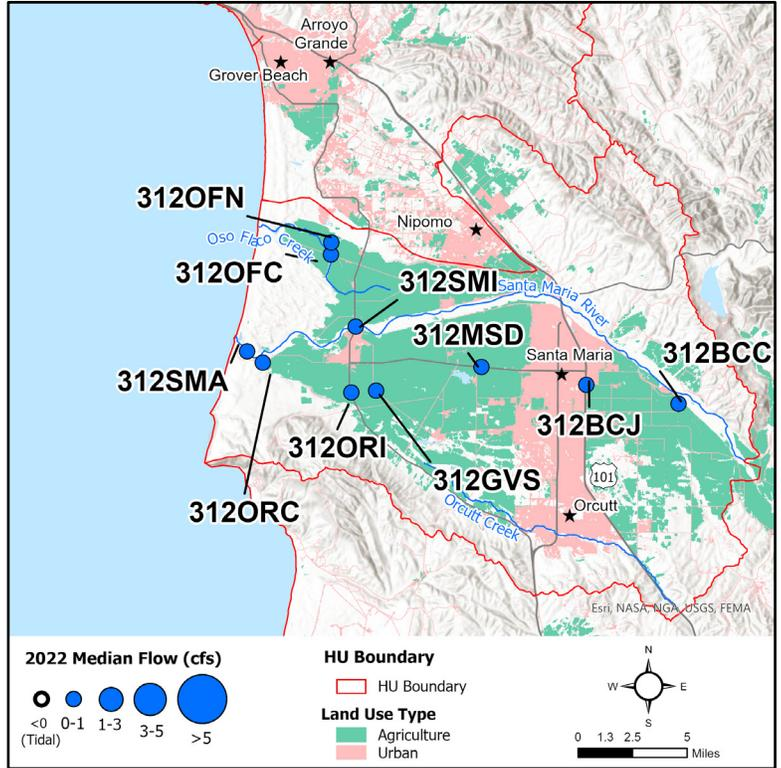 Arroyo
Grande
Grover Beach
312OFN
Nipomo
Oso Flaco Creek
312OFC
312SMI
Santa Maria River
312MSD
Santa Maria
312BCC
312SMA
312BCJ
312ORI
312GVS
101
312ORC
Orcutt Creek
Orcutt
Esri, NASA, NGA, USGS, FEMA
2022 Median Flow (cfs)
<0
(Tidal)
0-1
1-3
3-5
>5
HU Boundary
HU Boundary
Land Use Type
Agriculture
Urban
N
W E
S
0 1.3 2.5 5
Miles